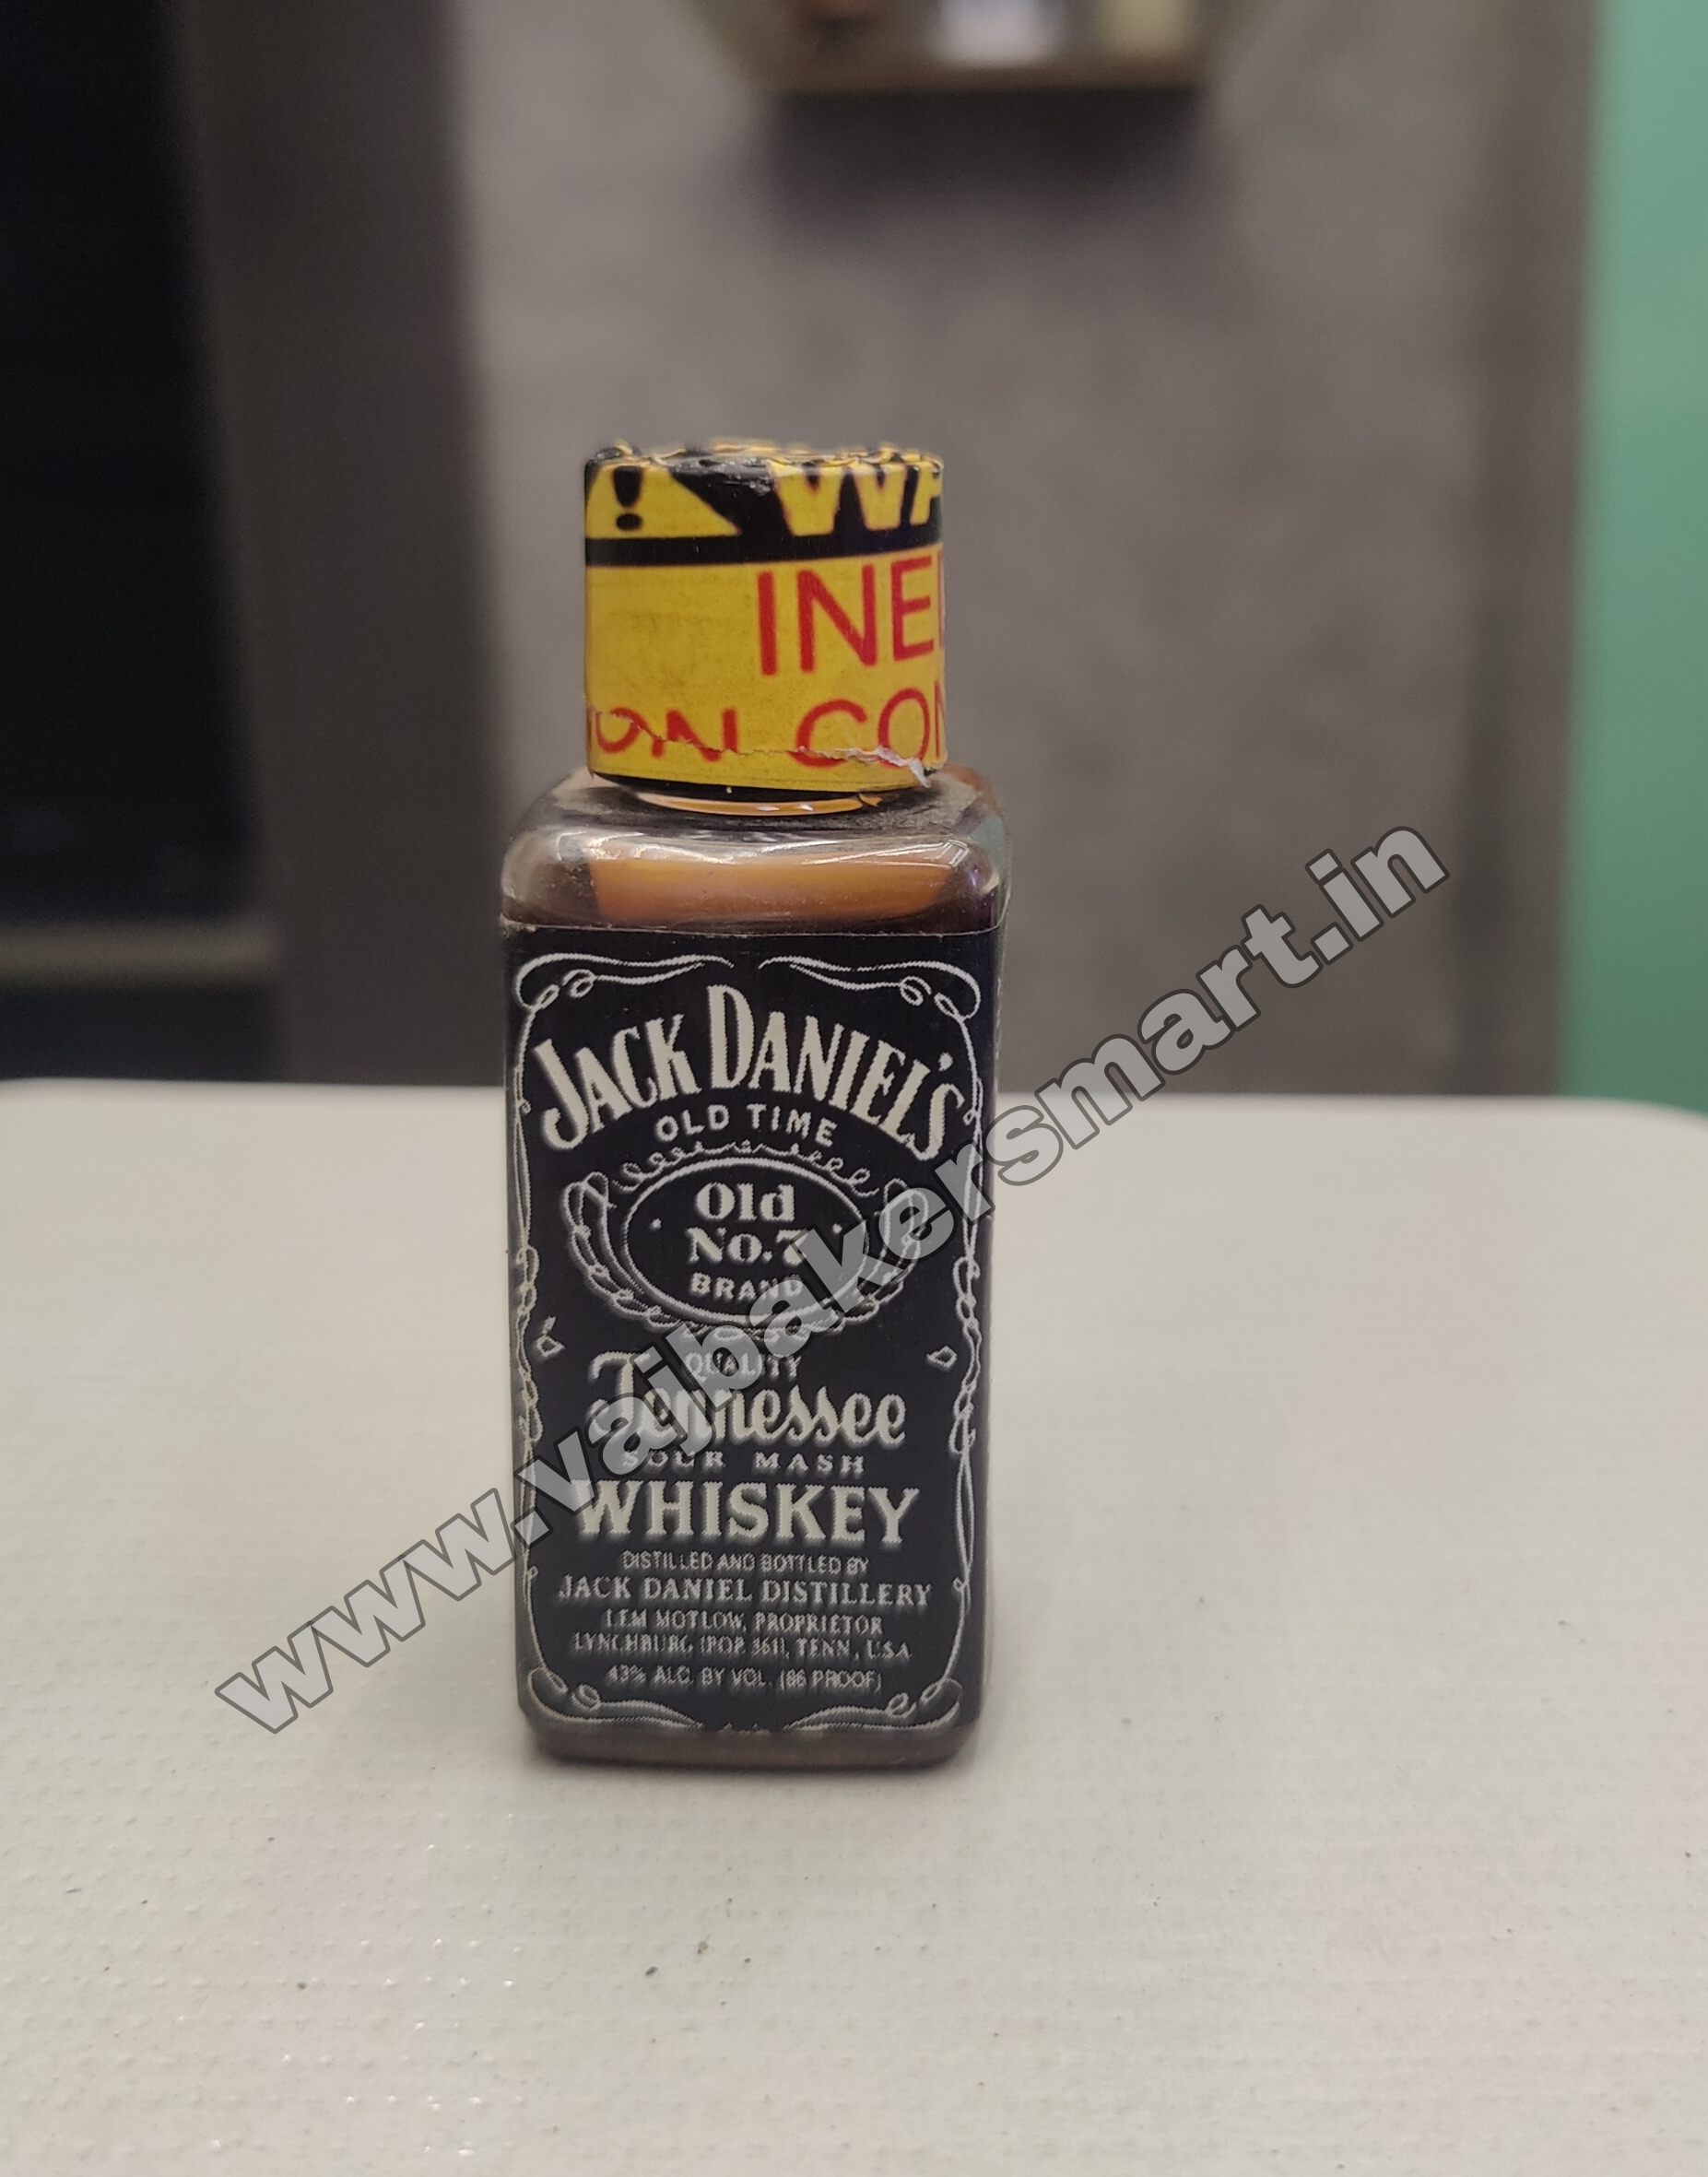 WA
INE
ON CON
JACK DANIEL'S
OLD TIME
Old
No.7
BRAND
QUALITY
Tennessee
SOUR MASH
WHISKEY
DISTILLED AND BOTTLED BY
JACK DANIEL DISTILLERY
LEM MOTLOW, PROPRIETOR
LYNCHBURG (POP. 361), TENN., U.S.A
43% ALC. BY VOL. (86 PROOF)
www.vajbakersmart.in